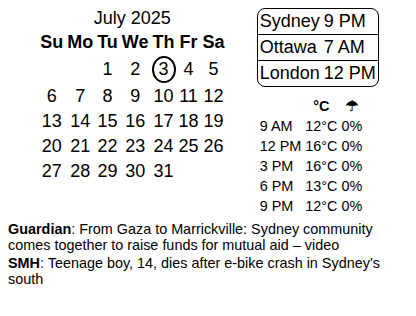 July 2025
Su Mo Tu We Th Fr Sa
1 2 3 4 5
6 7 8 9 10 11 12
13 14 15 16 17 18 19
20 21 22 23 24 25 26
27 28 29 30 31
Sydney 9 PM
Ottawa 7 AM
London 12 PM
°C ☂
9 AM 12°C 0%
12 PM 16°C 0%
3 PM 16°C 0%
6 PM 13°C 0%
9 PM 12°C 0%
Guardian: From Gaza to Marrickville: Sydney community
comes together to raise funds for mutual aid – video
SMH: Teenage boy, 14, dies after e-bike crash in Sydney's
south